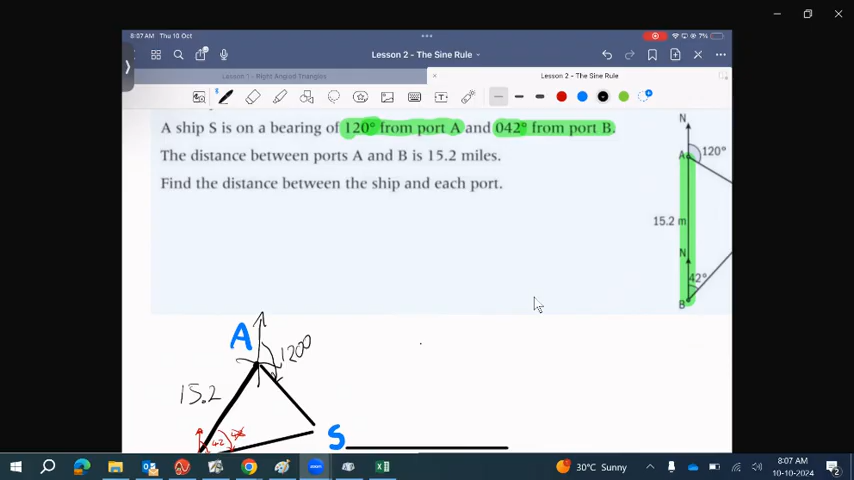 8:07 AM Thu 10 Oct
7%
Lesson 2 - The Sine Rule
Lesson 1 - Right Angled Triangles
Lesson 2 - The Sine Rule
A ship S is on a bearing of 120° from port A and 042° from port B.
The distance between ports A and B is 15.2 miles.
Find the distance between the ship and each port.
N
A
120°
15.2 m
N
42°
B
A
120°
15.2
42
S
30°C Sunny
8:07 AM
10-10-2024